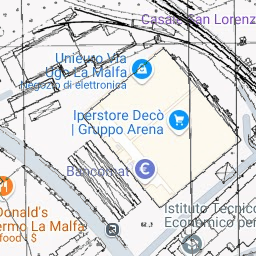 Casa San Lorenzo
Unieuro Via
Ugo La Malfa
Negozio di elettronica
Iperstore Decò
| Gruppo Arena
Bancomat
Donald's
ermo La Malfa
food | $
Istituto Tecnico
Economico per